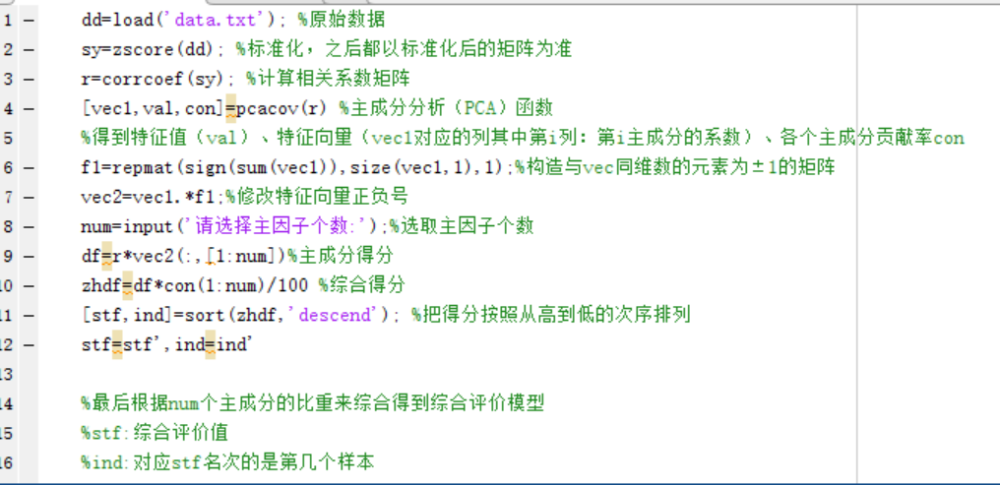 1 - dd=load('data.txt'); %原始数据
2 - sy=zscore(dd); %标准化，之后都以标准化后的矩阵为准
3 - r=corrcoef(sy); %计算相关系数矩阵
4 - [vec1,val,con]=pcacov(r) %主成分分析（PCA）函数
5 %得到特征值（val）、特征向量（vec1对应的列其中第i列：第i主成分的系数）、各个主成分贡献率con
6 - f1=repmat(sign(sum(vec1)),size(vec1,1),1);%构造与vec同维数的元素为±1的矩阵
7 - vec2=vec1.*f1;%修改特征向量正负号
8 - num=input('请选择主因子个数:');%选取主因子个数
9 - df=r*vec2(:,[1:num])%主成分得分
10 - zhdf=df*con(1:num)/100 %综合得分
11 - [stf,ind]=sort(zhdf,'descend'); %把得分按照从高到低的次序排列
12 - stf=stf',ind=ind'
13
14 %最后根据num个主成分的比重来综合得到综合评价模型
15 %stf:综合评价值
16 %ind:对应stf名次的是第几个样本